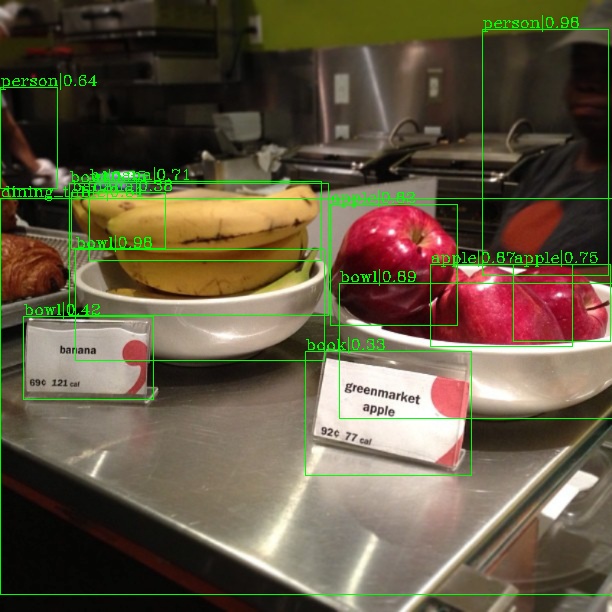 person|0.98
person|0.64
banana|0.71
apple|0.82
bowl|0.96
apple|0.67
apple|0.75
bowl|0.89
bowl|0.42
book|0.33
banana
69¢ 121 cal
greenmarket
apple
92¢ 77 cal